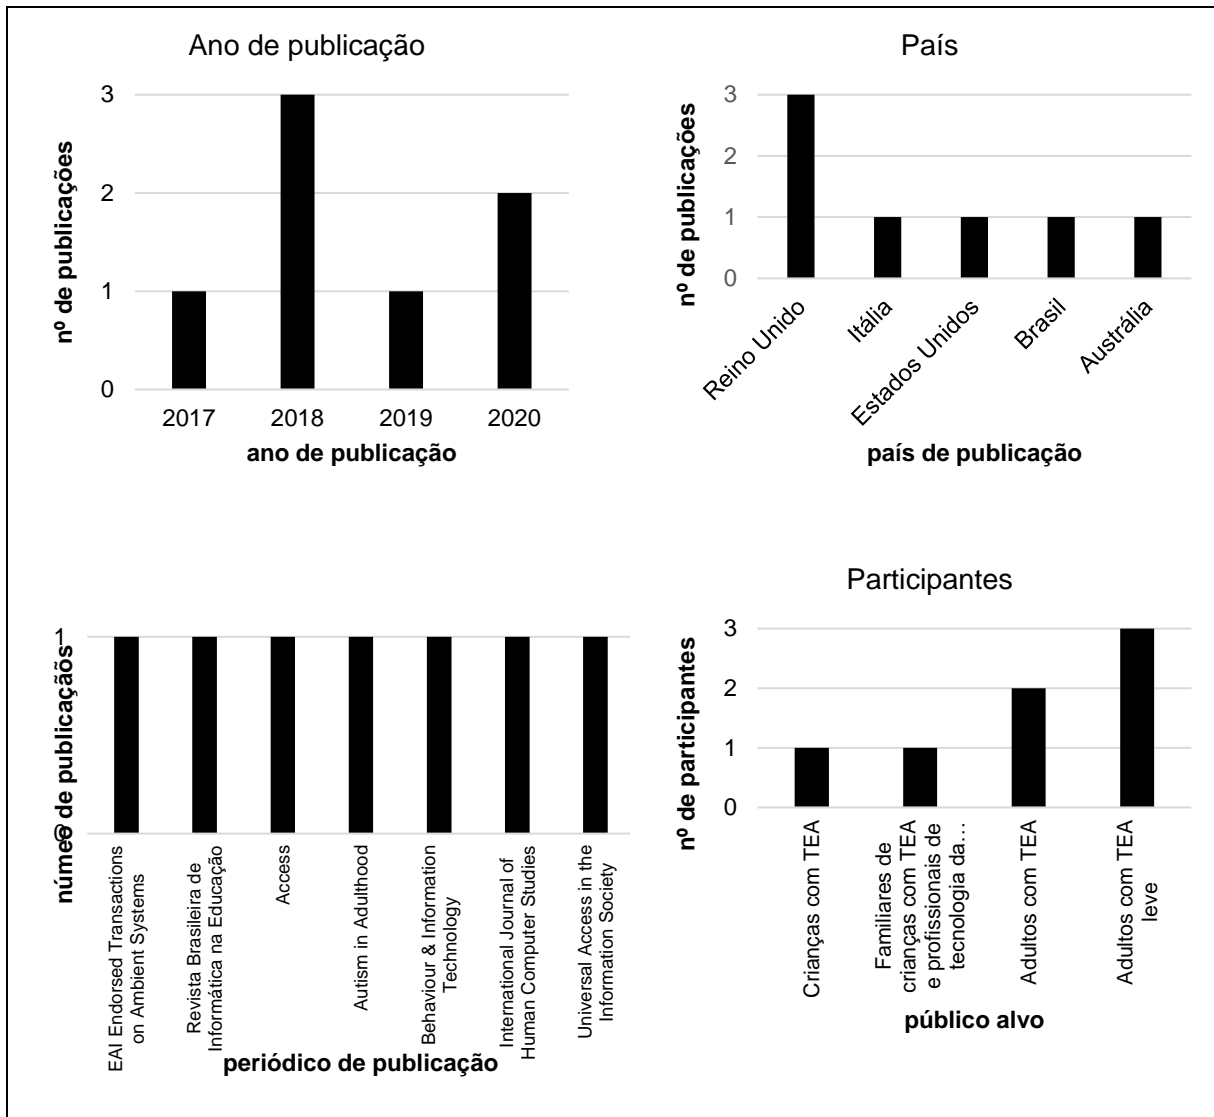 Ano de publicação
nº de publicações
3
2
1
0
2017 2018 2019 2020
ano de publicação
País
nº de publicações
3
2
1
0
Reino Unido
Itália
Estados Unidos
Brasil
Austrália
país de publicação
número de publicaçãos
1
0
EAI Endorsed Transactions
on Ambient Systems
Revista Brasileira de
Informática na Educação
Access
Autism in Adulthood
Behaviour & Information
Technology
International Journal of
Human Computer Studies
Universal Access in the
Information Society
periódico de publicação
Participantes
nº de participantes
3
2
1
0
Crianças com TEA
Familiares de
crianças com TEA
e profissionais de
tecnologia da…
Adultos com TEA
Adultos com TEA
leve
público alvo